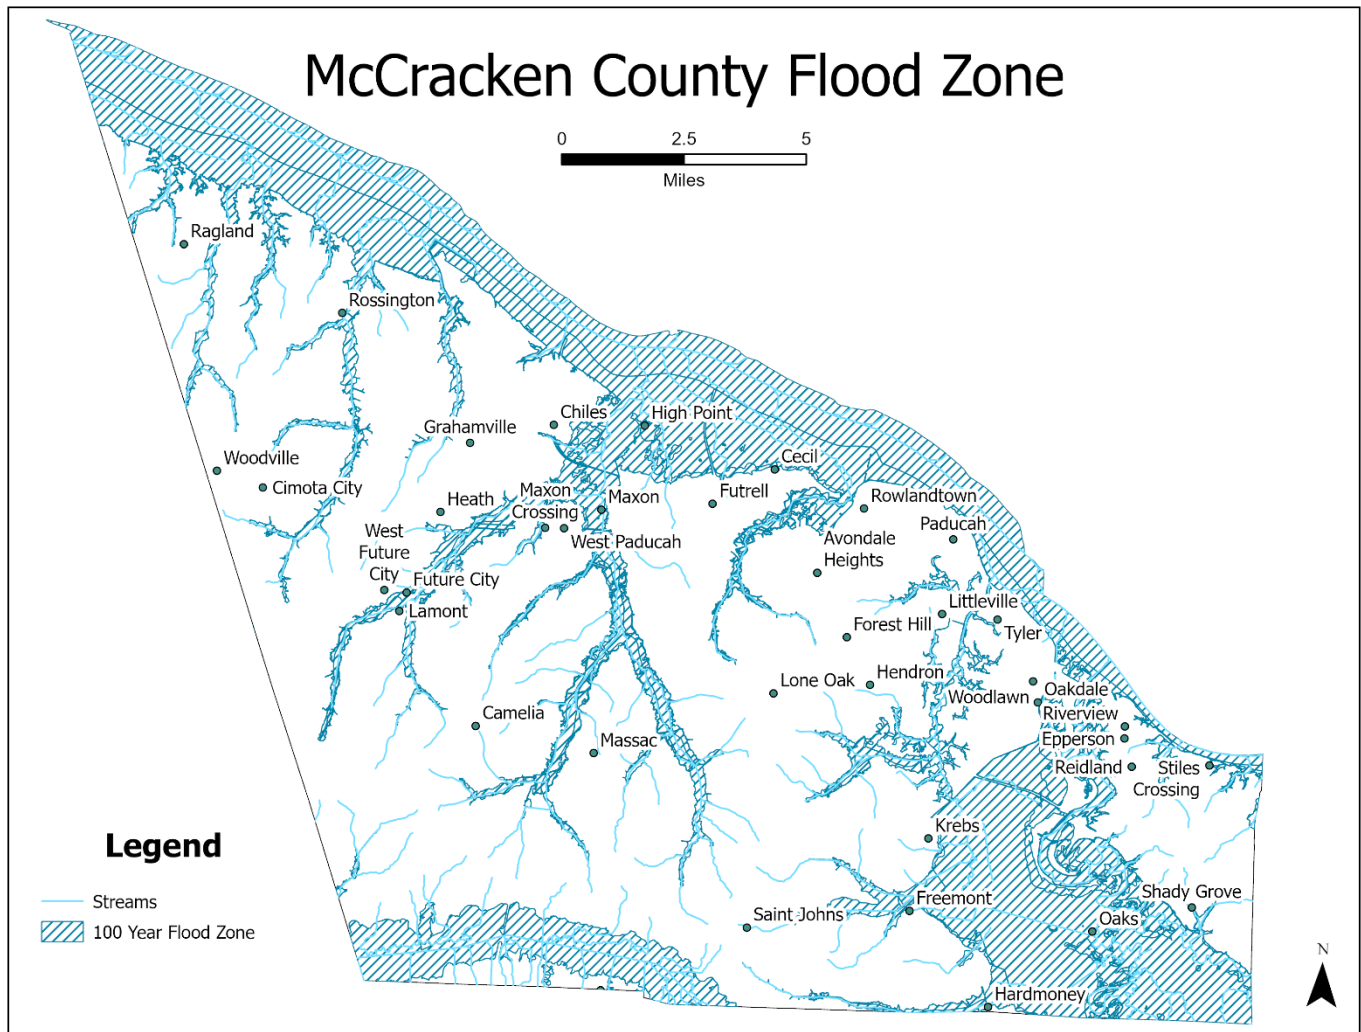 McCracken County Flood Zone
0 2.5 5
Miles
Ragland
Rossington
Chiles
High Point
Grahamville
Cecil
Woodville
Cimota City
Heath
Maxon
Crossing
Maxon
Futrell
Rowlandtown
Paducah
West
Future
City
West Paducah
Avondale
Heights
Future City
Lamont
Littleville
Forest Hill
Tyler
Lone Oak
Hendron
Woodlawn
Oakdale
Camelia
Riverview
Massac
Epperson
Reidland
Stiles
Crossing
Krebs
Legend
Streams
100 Year Flood Zone
Shady Grove
Freemont
Saint Johns
Oaks
N
Hardmoney